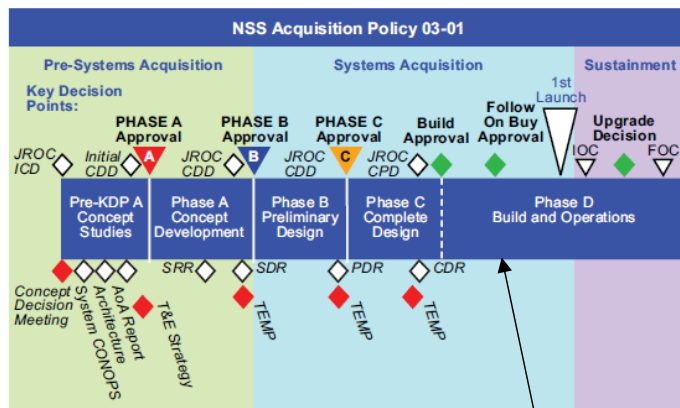 NSS Acquisition Policy 03-01
Pre-Systems Acquisition
Systems Acquisition
Sustainment
Key Decision
Points:
PHASE A
Approval
PHASE B
Approval
PHASE C
Approval
Build
Approval
Follow
On Buy
Approval
1st
Launch
Upgrade
Decision
JROC
ICD
Initial
CDD
A
JROC
CDD
B
JROC
CDD
C
JROC
CPD
IOC
FOC
Pre-KDP A
Concept
Studies
Phase A
Concept
Development
Phase B
Preliminary
Design
Phase C
Complete
Design
Phase D
Build and Operations
SRR
SDR
PDR
CDR
Concept
Decision
Meeting
System CONOPS
Architecture
AoA Report
T&E Strategy
TEMP
TEMP
TEMP